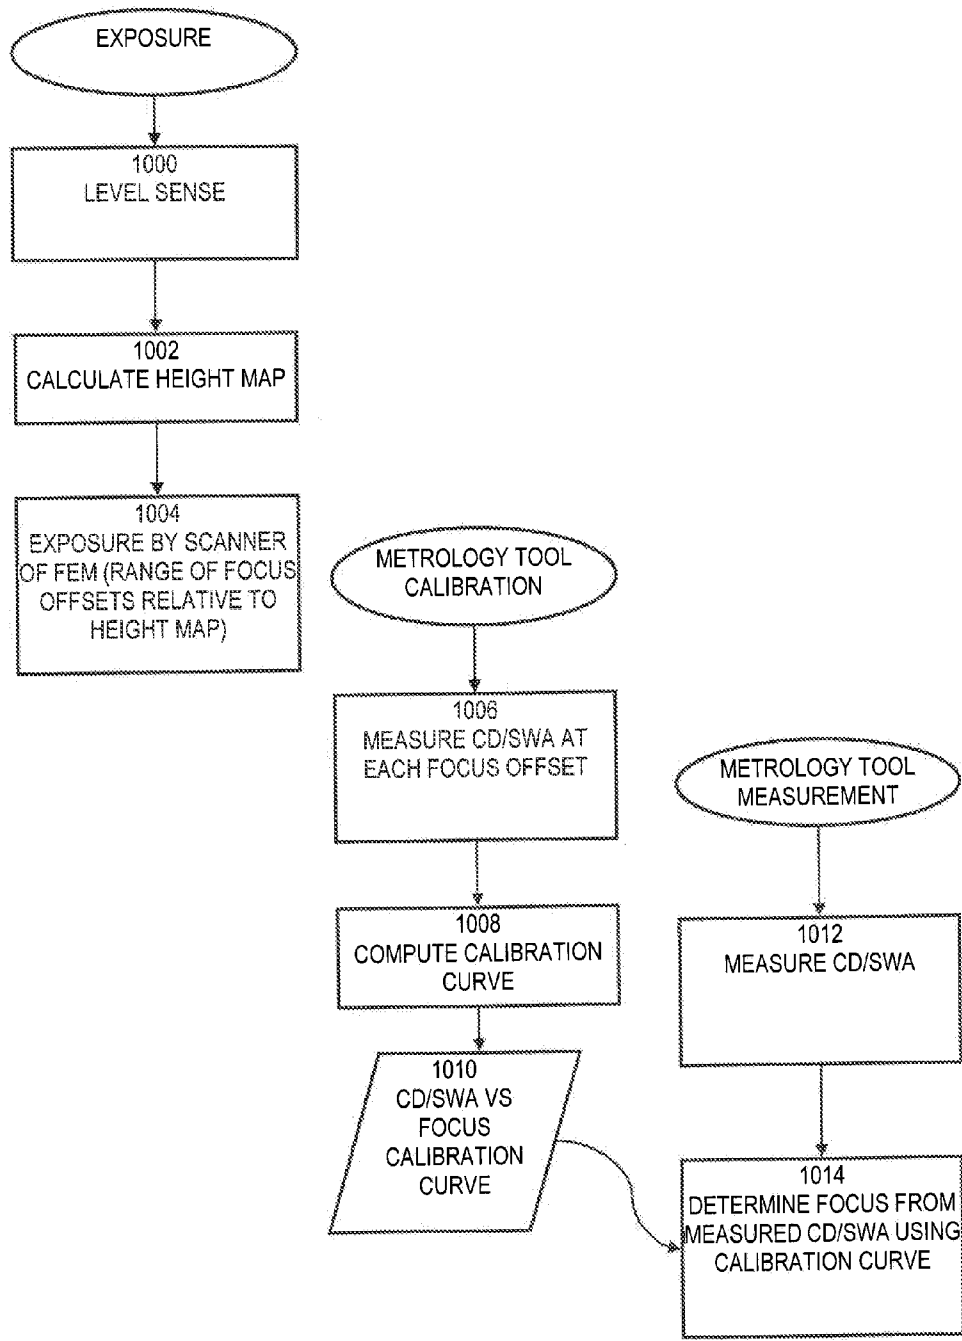 EXPOSURE
1000
LEVEL SENSE
1002
CALCULATE HEIGHT MAP
1004
EXPOSURE BY SCANNER
OF FEM (RANGE OF FOCUS
OFFSETS RELATIVE TO
HEIGHT MAP)
METROLOGY TOOL
CALIBRATION
1006
MEASURE CD/SWA AT
EACH FOCUS OFFSET
1008
COMPUTE CALIBRATION
CURVE
1010
CD/SWA VS
FOCUS
CALIBRATION
CURVE
METROLOGY TOOL
MEASUREMENT
1012
MEASURE CD/SWA
1014
DETERMINE FOCUS FROM
MEASURED CD/SWA USING
CALIBRATION CURVE